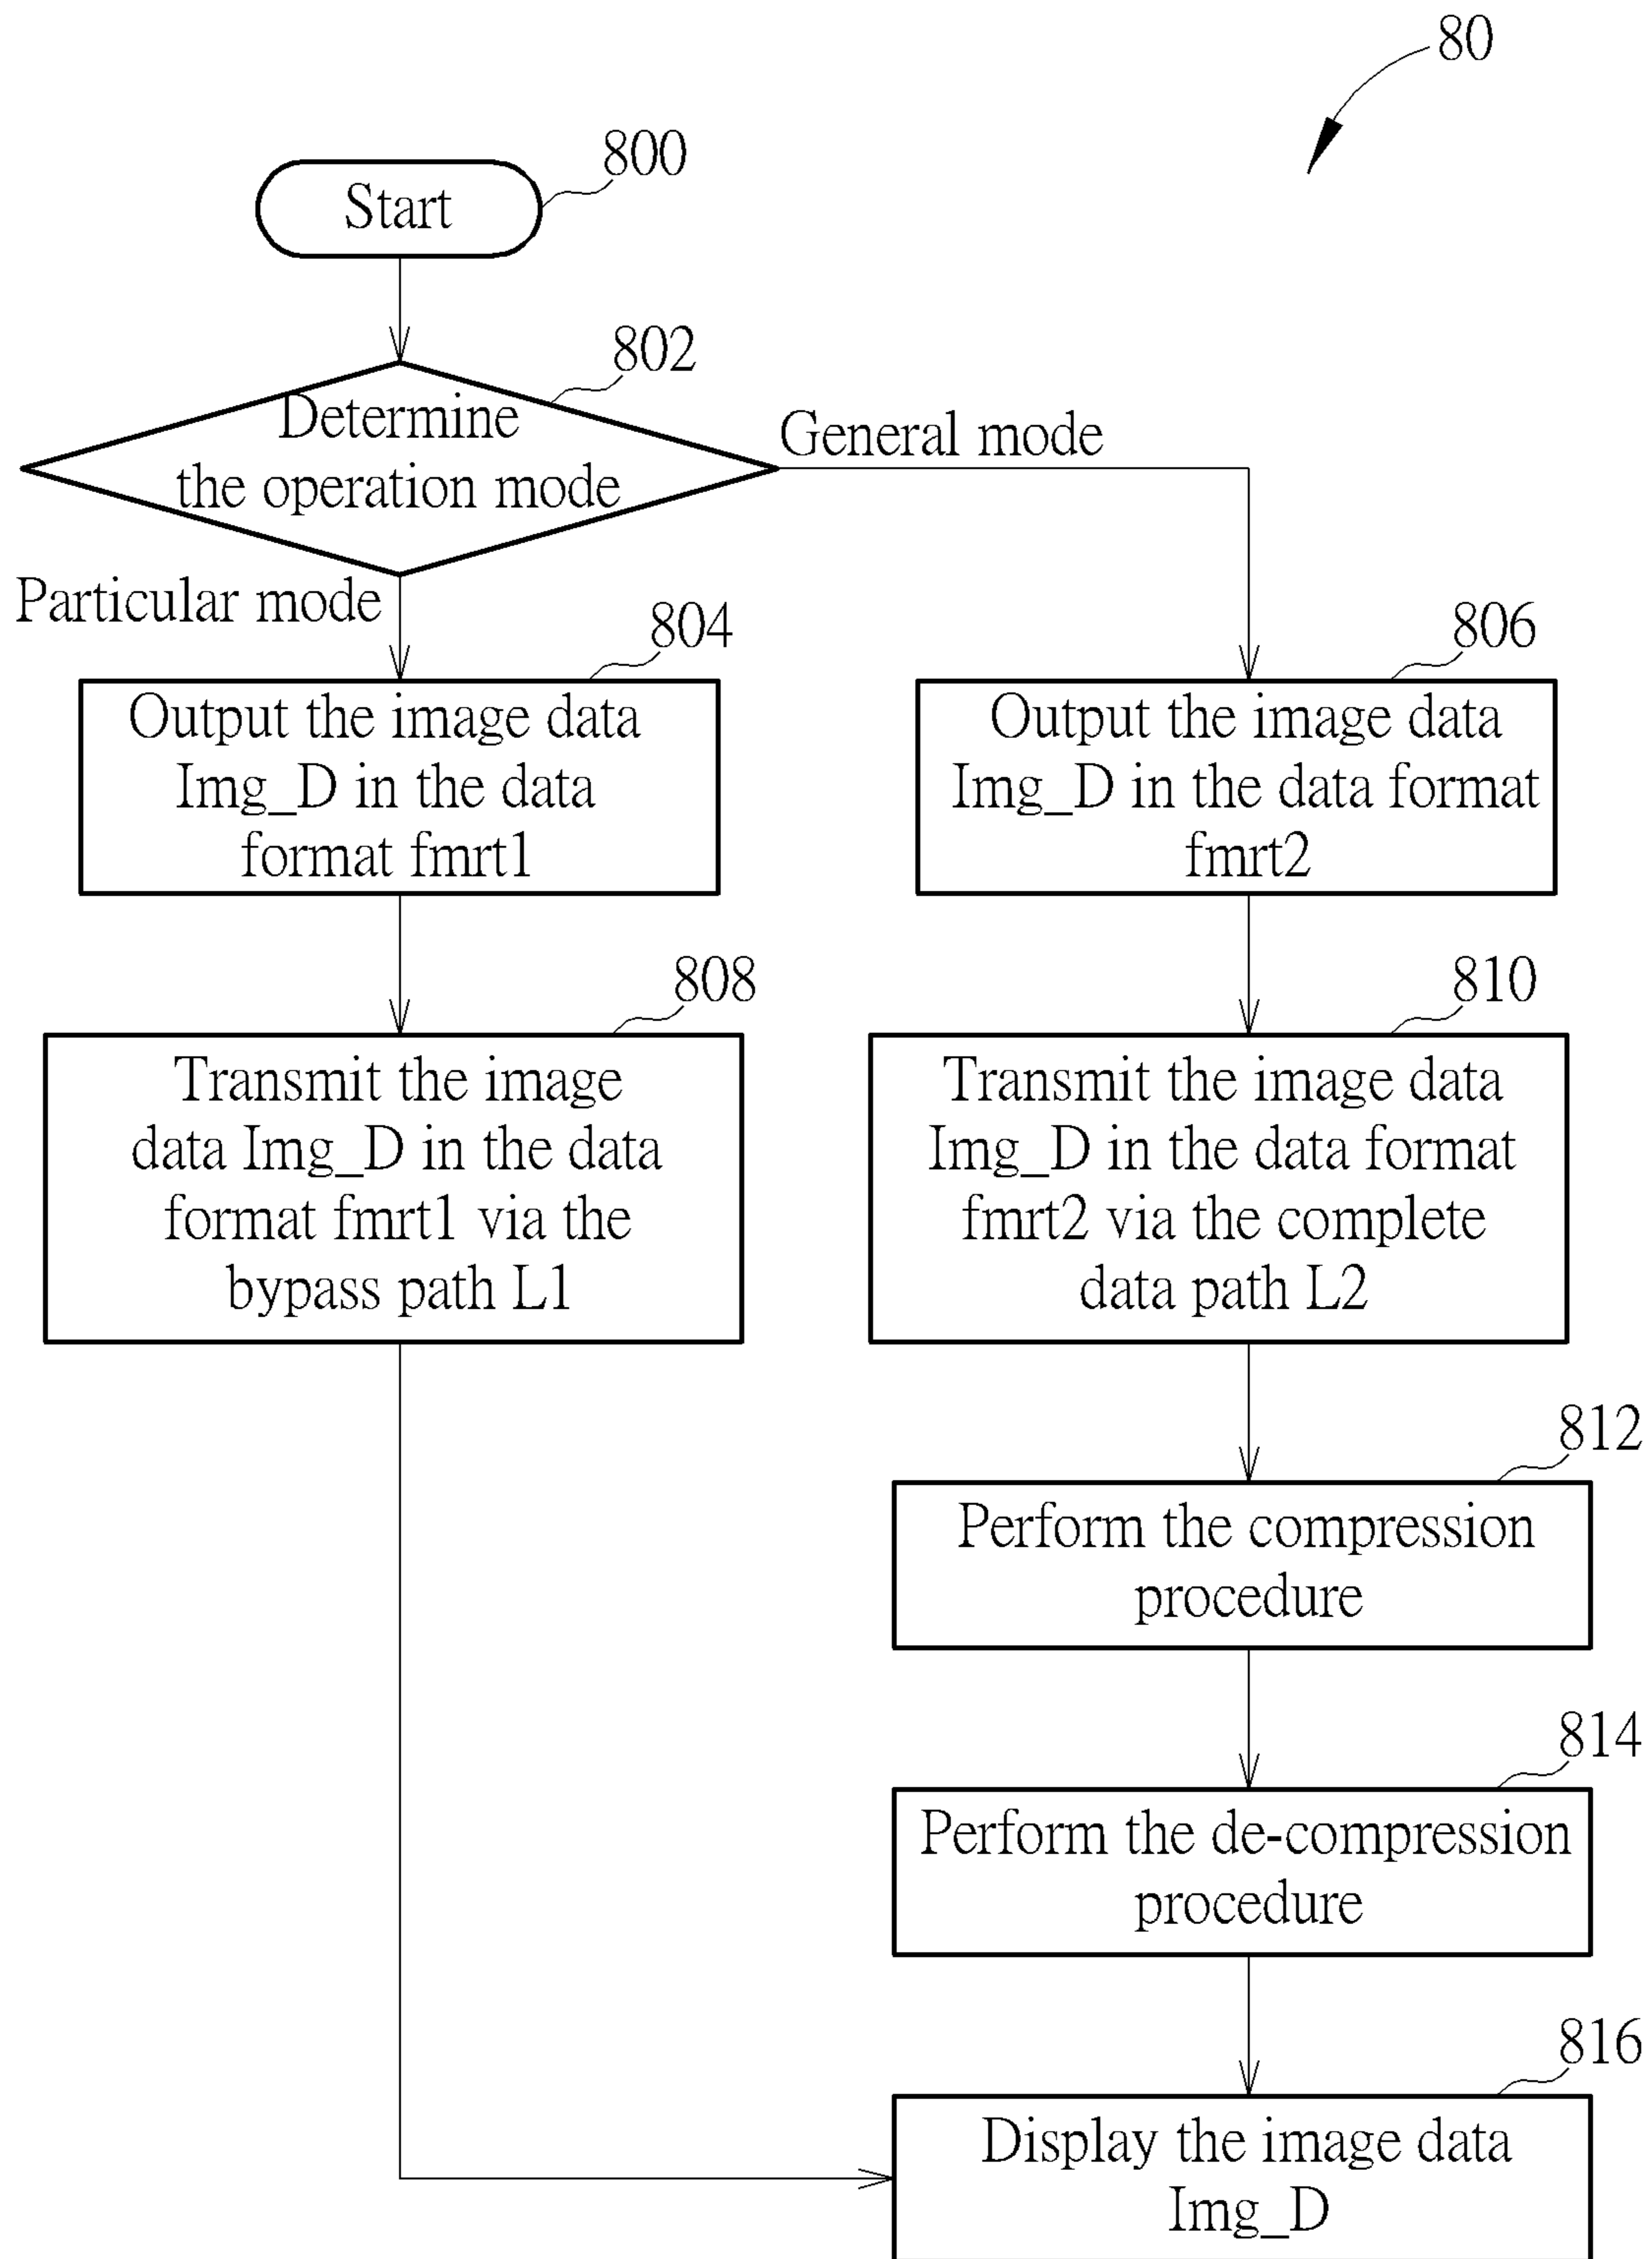 80
800
Start
802
Determine
the operation mode
General mode
Particular mode
804
Output the image data
Img_D in the data
format fmrt1
806
Output the image data
Img_D in the data format
fmrt2
808
Transmit the image
data Img_D in the data
format fmrt1 via the
bypass path L1
810
Transmit the image data
Img_D in the data format
fmrt2 via the complete
data path L2
812
Perform the compression
procedure
814
Perform the de-compression
procedure
816
Display the image data
Img_D